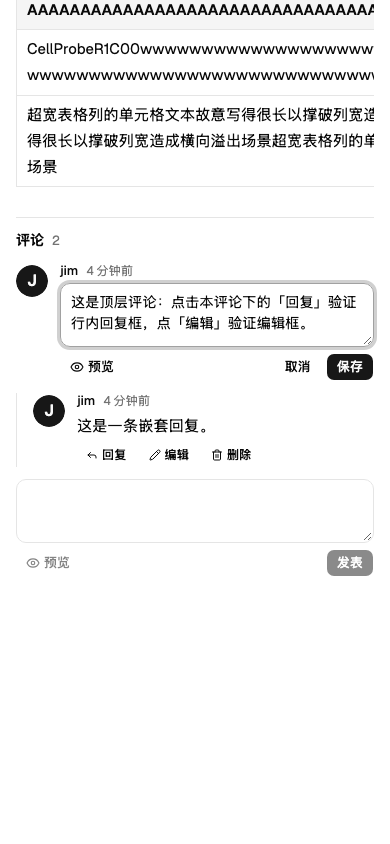 CellProbeR1C00
超宽表格列的单元格文本故意写得很长以撑破列宽造
得很长以撑破列宽造成横向溢出场景超宽表格列的单
场景
评论 2
J jim 4 分钟前
这是顶层评论：点击本评论下的「回复」验证
行内回复框，点「编辑」验证编辑框。
预览 取消 保存
J jim 4 分钟前
这是一条嵌套回复。
回复 编辑 删除
预览 发表